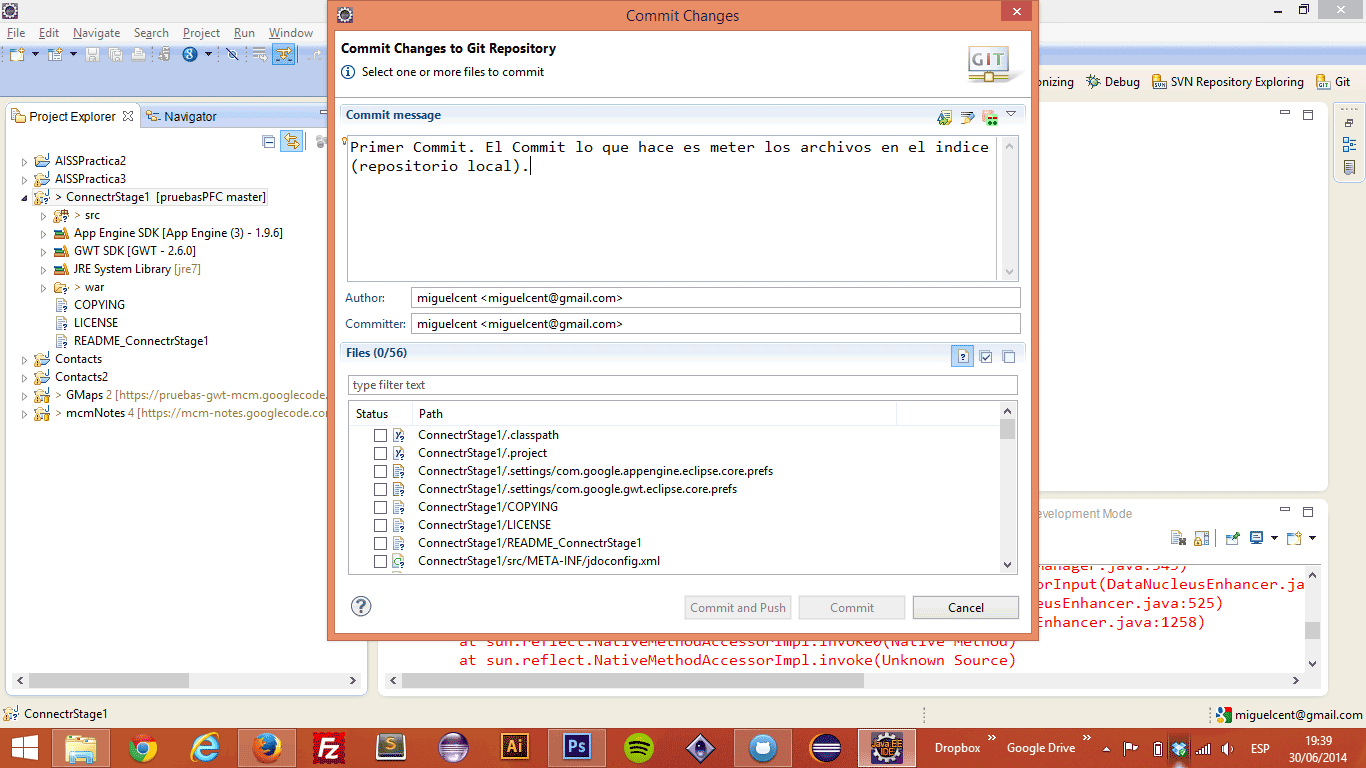 Commit Changes
File Edit Navigate Search Project Run Window
Commit Changes to Git Repository
Select one or more files to commit
GIT
Debug SVN Repository Exploring Git
Project Explorer Navigator
Commit message
Primer Commit. El Commit lo que hace es meter los archivos en el indice
(repositorio local).
AISSPractica2
AISSPractica3
> ConnectrStage1 [pruebasPFC master]
> src
App Engine SDK [App Engine (3) - 1.9.6]
GWT SDK [GWT - 2.6.0]
JRE System Library [jre7]
> war
COPYING
LICENSE
README_ConnectrStage1
Contacts
Contacts2
> GMaps 2 [https://pruebas-gwt-mcm.googlecode.
> mcmNotes 4 [https://mcm-notes.googlecode.co
Author: miguelcent <miguelcent@gmail.com>
Committer: miguelcent <miguelcent@gmail.com>
Files (0/56)
type filter text
Status Path
ConnectrStage1/.classpath
ConnectrStage1/.project
ConnectrStage1/.settings/com.google.appengine.eclipse.core.prefs
ConnectrStage1/.settings/com.google.gwt.eclipse.core.prefs
ConnectrStage1/COPYING
ConnectrStage1/LICENSE
ConnectrStage1/README_ConnectrStage1
ConnectrStage1/src/META-INF/jdoconfig.xml
Commit and Push Commit Cancel
evelopment Mode
anager.java:545)
orInput(DataNucleusEnhancer.ja
eusEnhancer.java:525)
Enhancer.java:1258)
at sun.reflect.NativeMethodAccessorImpl.invoke0(Native Method)
at sun.reflect.NativeMethodAccessorImpl.invoke(Unknown Source)
ConnectrStage1
miguelcent@gmail.com
Fz S Ai Ps Java EE IDE
Dropbox » Google Drive » ESP
19:39
30/06/2014